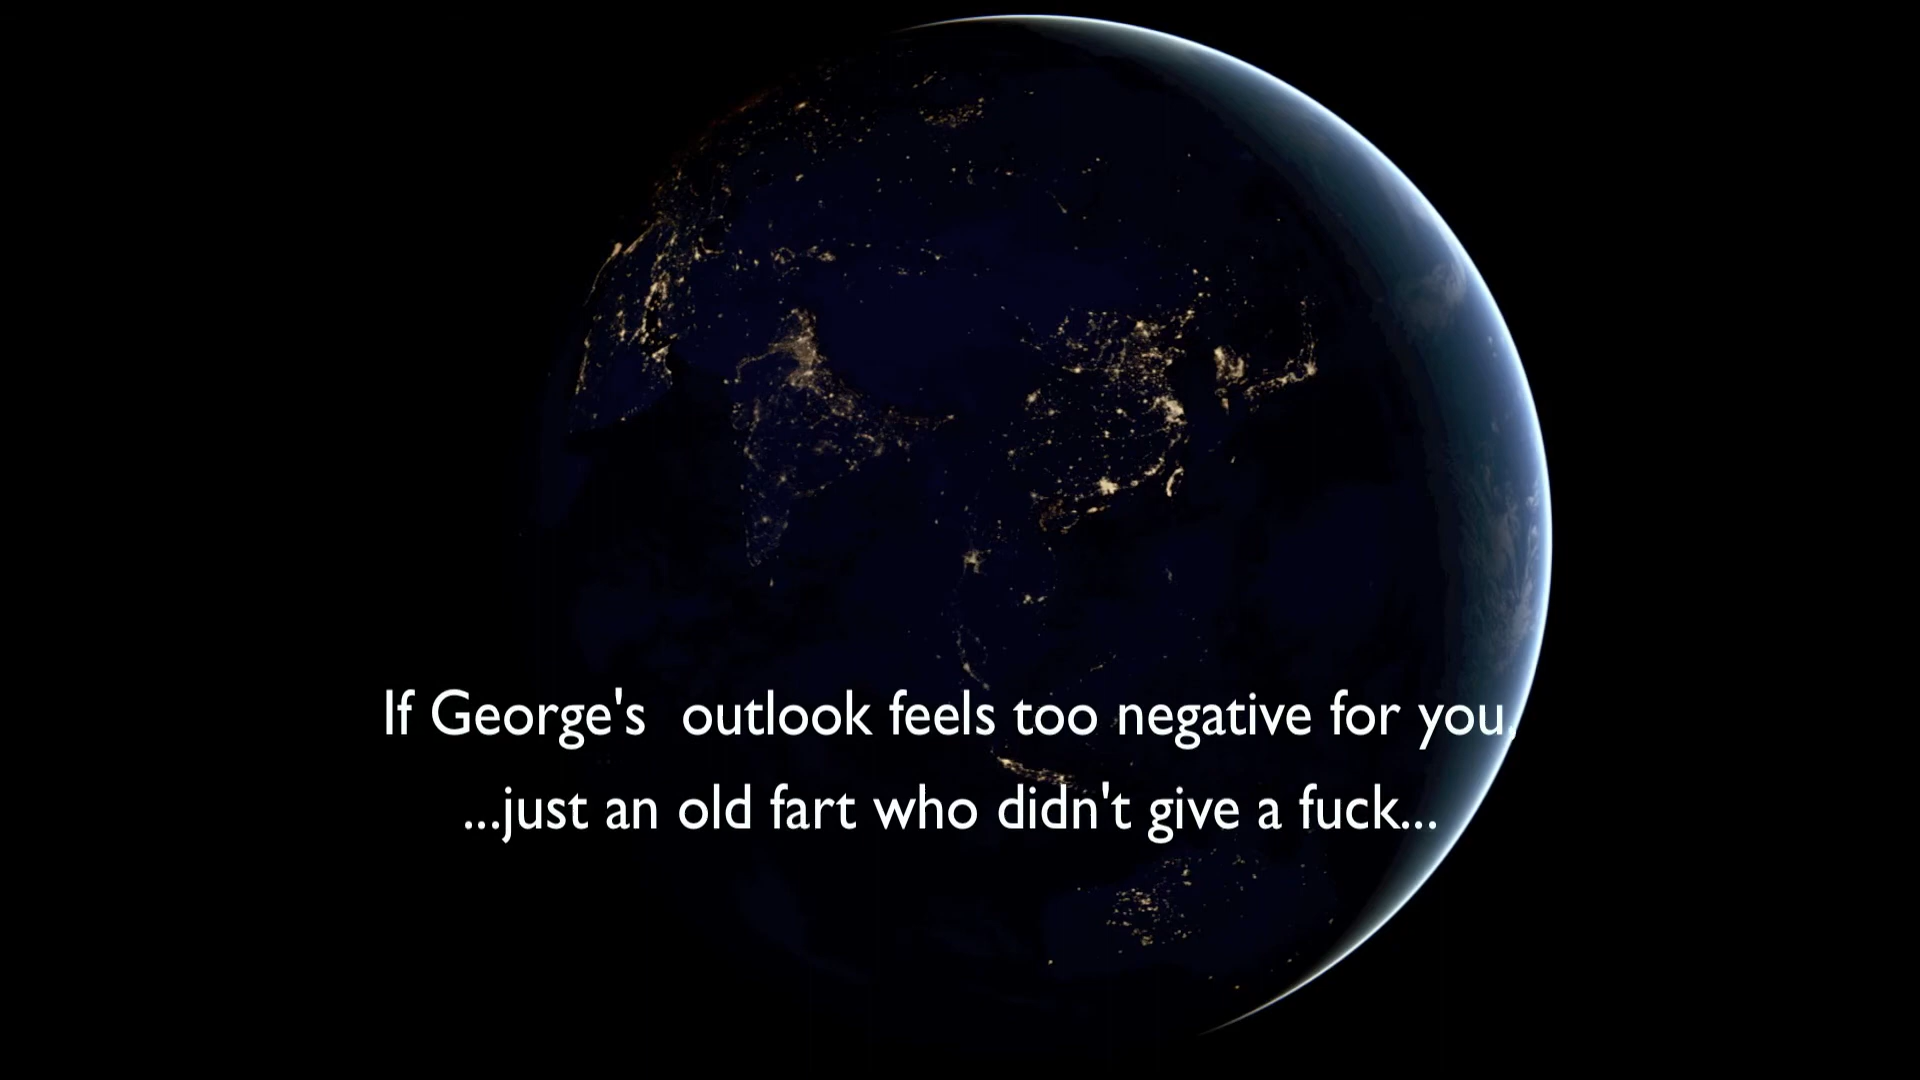 If George's  outlook feels too negative for you,
...just an old fart who didn't give a fuck...